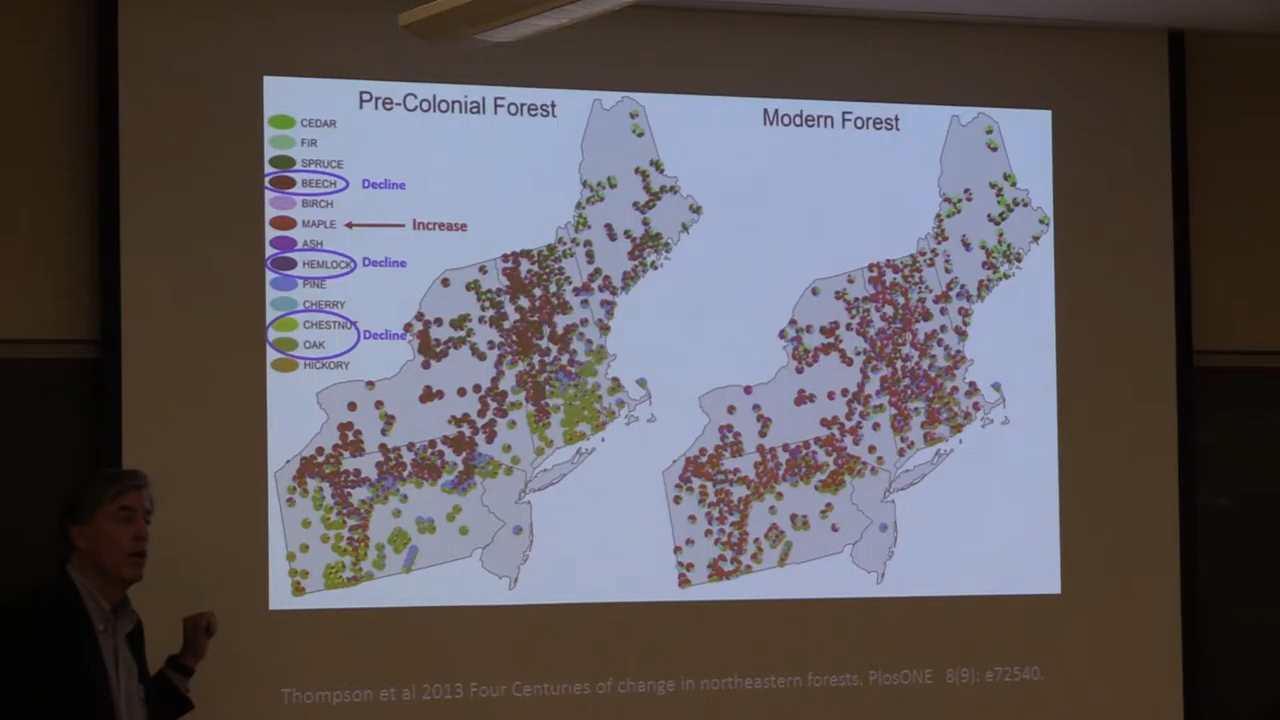 Pre-Colonial Forest
Modern Forest
CEDAR
FIR
SPRUCE
BEECH Decline
BIRCH
MAPLE Increase
ASH
HEMLOCK Decline
PINE
CHERRY
CHESTNUT
OAK Decline
HICKORY
Thompson et al 2013 Four Centuries of change in northeastern forests. PlosONE 8(9): e72540.